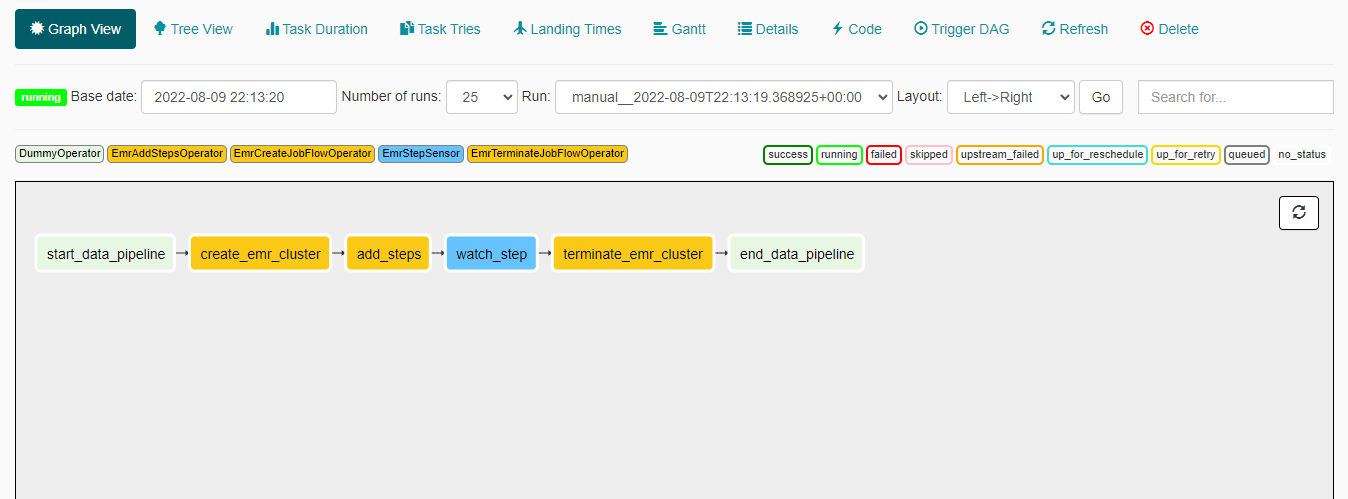 Graph View Tree View Task Duration Task Tries Landing Times Gantt Details Code Trigger DAG Refresh Delete
running Base date: 2022-08-09 22:13:20 Number of runs: 25 Run: manual__2022-08-09T22:13:19.368925+00:00 Layout: Left->Right Go Search for...
DummyOperator EmrAddStepsOperator EmrCreateJobFlowOperator EmrStepSensor EmrTerminateJobFlowOperator success running failed skipped upstream_failed up_for_reschedule up_for_retry queued no_status
start_data_pipeline create_emr_cluster add_steps watch_step terminate_emr_cluster end_data_pipeline